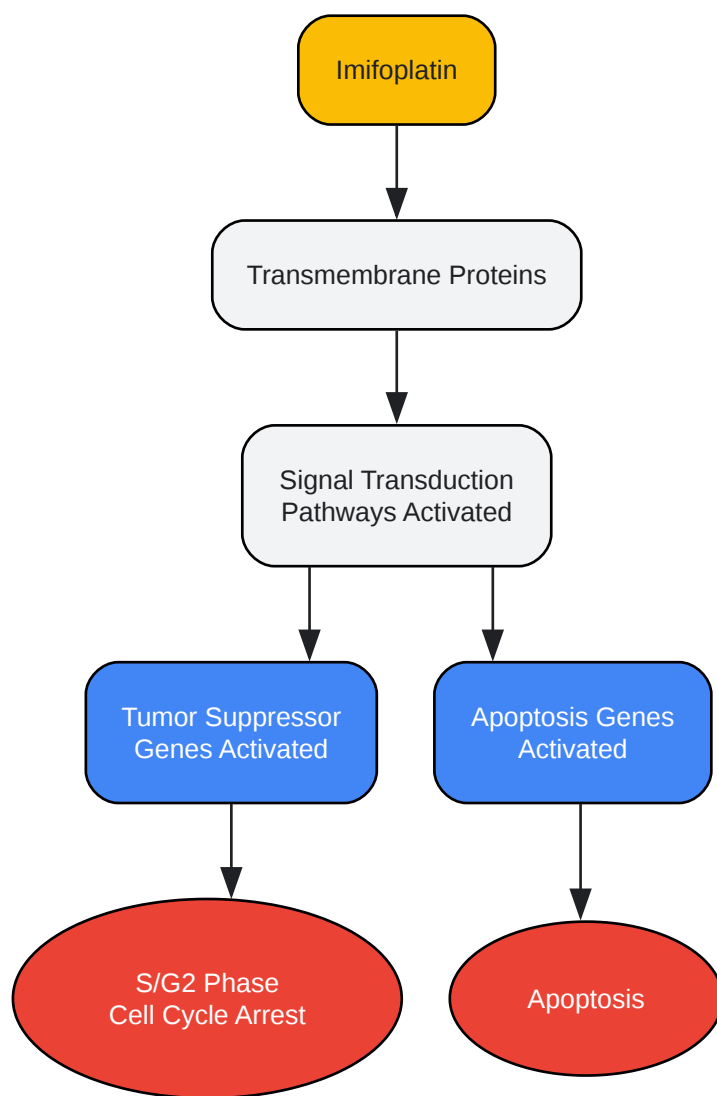 Imifoplatin
Transmembrane Proteins
Signal Transduction
Pathways Activated
Tumor Suppressor
Genes Activated
Apoptosis Genes
Activated
S/G2 Phase
Cell Cycle Arrest
Apoptosis